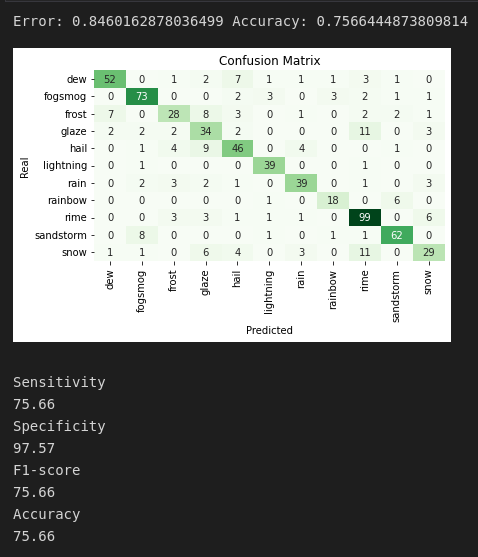 Error: 0.8460162878036499 Accuracy: 0.7566444873809814
Confusion Matrix
dew 52 0 1 2 7 1 1 1 3 1 0
fogsmog 0 73 0 0 2 3 0 3 2 1 1
frost 7 0 28 8 3 0 1 0 2 2 1
glaze 2 2 2 34 2 0 0 0 11 0 3
hail 0 1 4 9 46 0 4 0 0 1 0
lightning 0 1 0 0 0 39 0 0 1 0 0
rain 0 2 3 2 1 0 39 0 1 0 3
rainbow 0 0 0 0 0 1 0 18 0 6 0
rime 0 0 3 3 1 1 1 0 99 0 6
sandstorm 0 8 0 0 0 1 0 1 1 62 0
snow 1 1 0 6 4 0 3 0 11 0 29
Real
dew fogsmog frost glaze hail lightning rain rainbow rime sandstorm snow
Predicted
Sensitivity
75.66
Specificity
97.57
F1-score
75.66
Accuracy
75.66